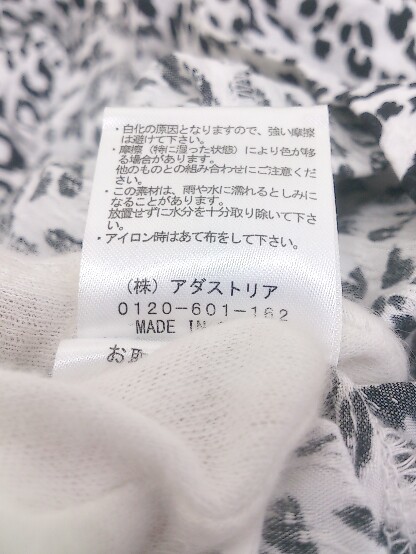 ・白化の原因となりますので、強い摩擦
は避けて下さい。
・摩擦（特に湿った状態）により色が移
る場合があります。
他のものとの組み合わせにご注意くだ
さい。
・この素材は、雨や水に濡れるとしみに
なることがあります。
放置せずに水分を十分取り除いて下さ
い。
・アイロン時はあて布をして下さい。
（株）アダストリア
0120-601-162
MADE IN
お取